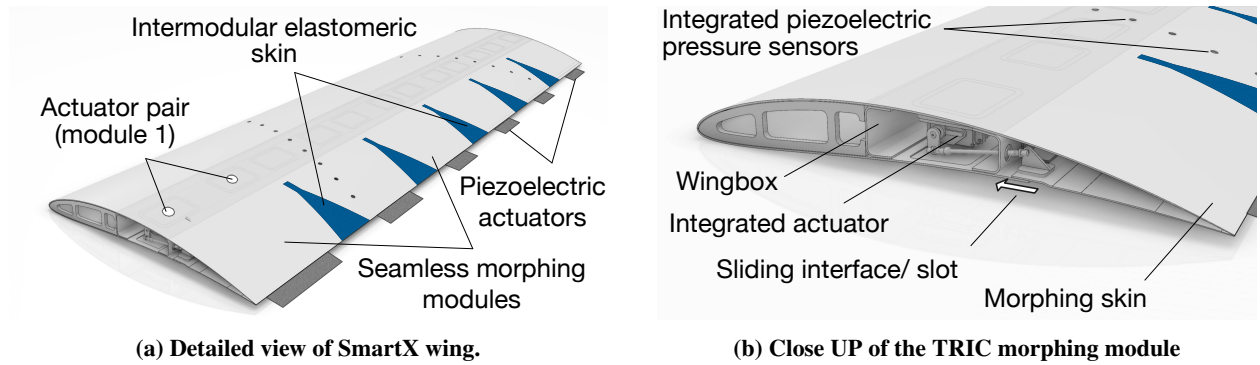 Intermodular elastomeric
skin
Actuator pair
(module 1)
Piezoelectric
actuators
Seamless morphing
modules
(a) Detailed view of SmartX wing.
Integrated piezoelectric
pressure sensors
Wingbox
Integrated actuator
Sliding interface/ slot
Morphing skin
(b) Close UP of the TRIC morphing module